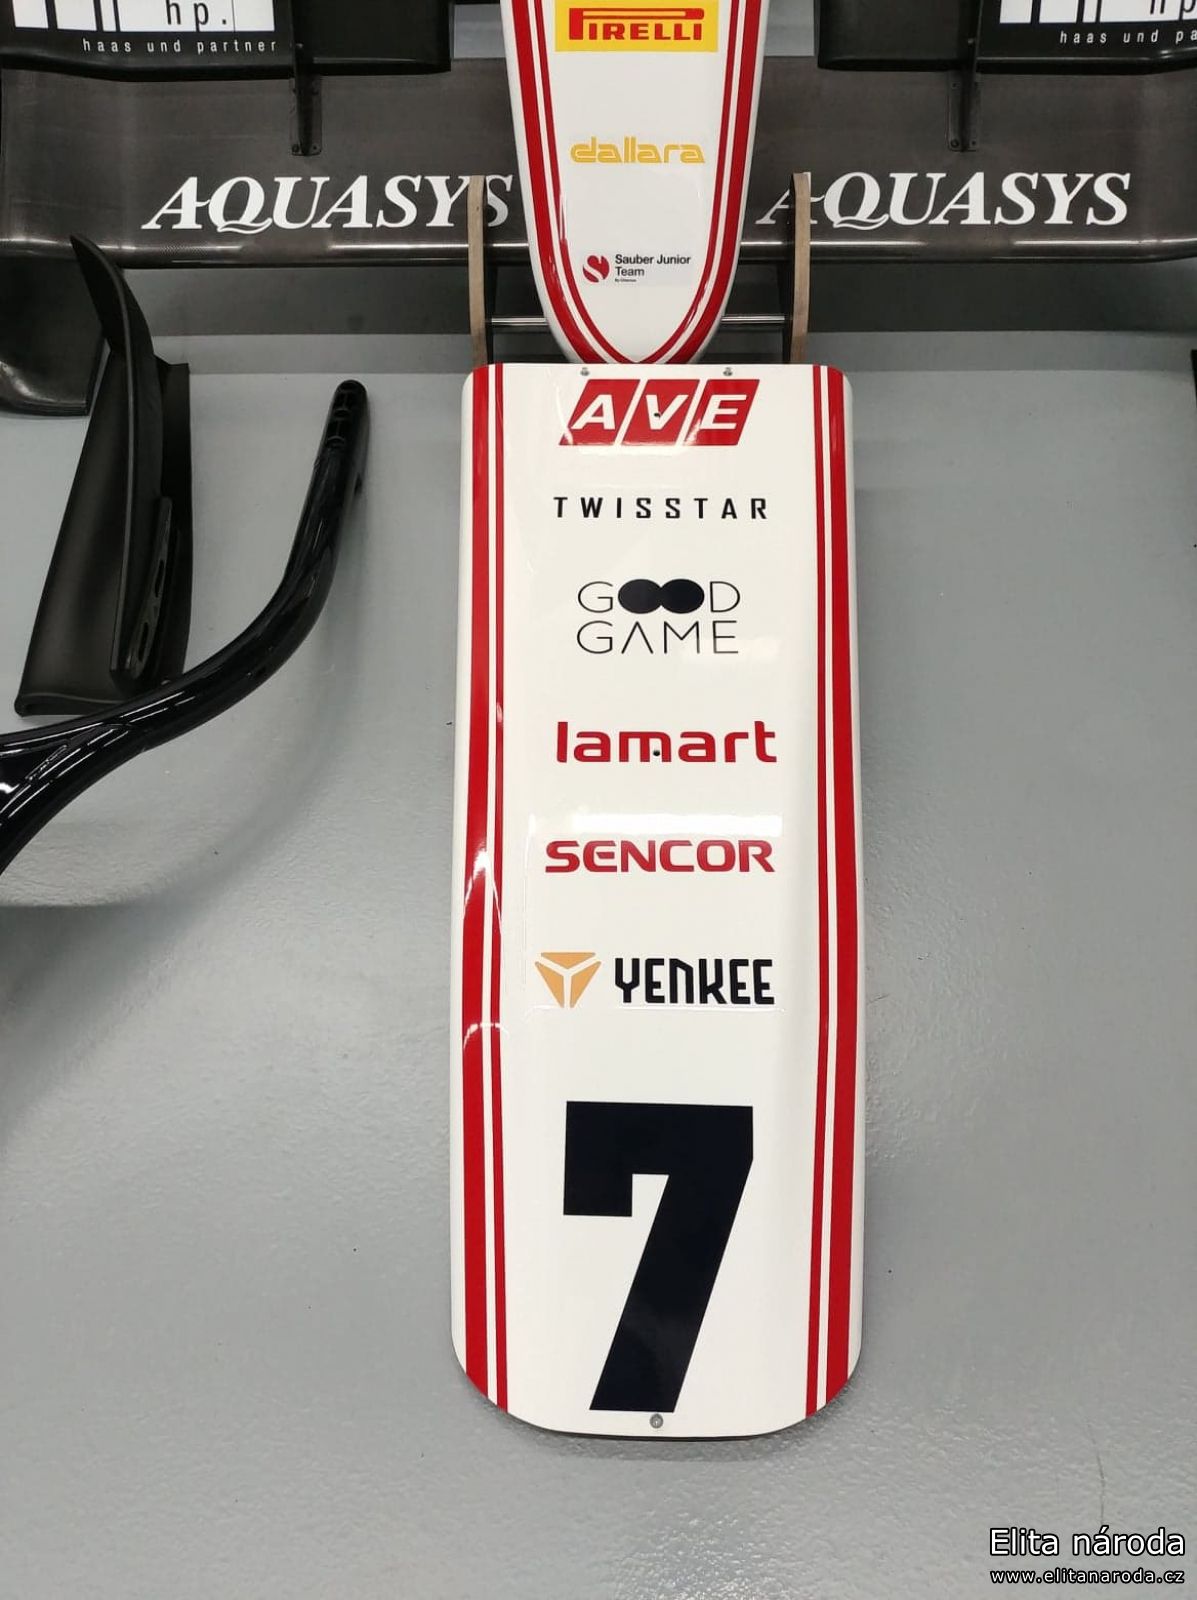 hp.
haas und partner
hp
haas und pa
PIRELLI
dallara
AQUASYS
AQUASYS
Sauber Junior
Team
AVE
TWISSTAR
GOOD
GAME
lamart
SENCOR
YENKEE
7
Elita národa
www.elitanaroda.cz